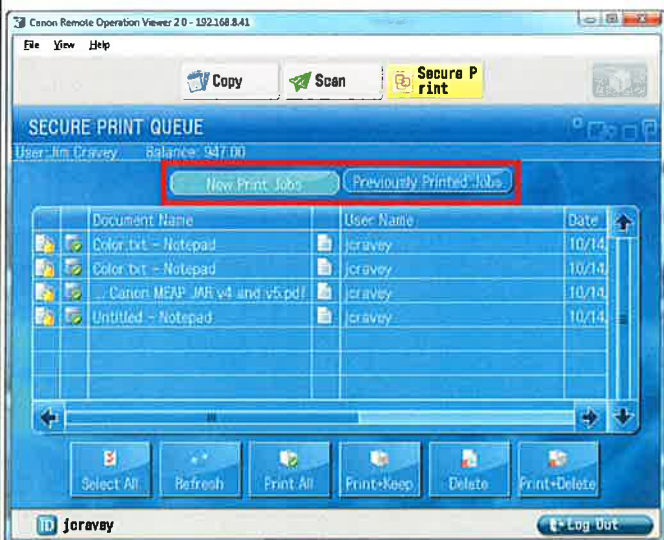 Canon Remote Operation Viewer 2.0 - 192.168.8.41
File View Help
Copy Scan Secure P
rint
SECURE PRINT QUEUE
User: Jim Cravey Balance: 947.00
New Print Jobs Previously Printed Jobs
Document Name User Name Date
Color.txt - Notepad jcravey 10/14,
Color.txt - Notepad jcravey 10/14,
... Canon MEAP JAR v4 and v5.pdf jcravey 10/14,
Untitled - Notepad jcravey 10/14,
Select All Refresh Print All Print+Keep Delete Print+Delete
ID jcravey Log Out